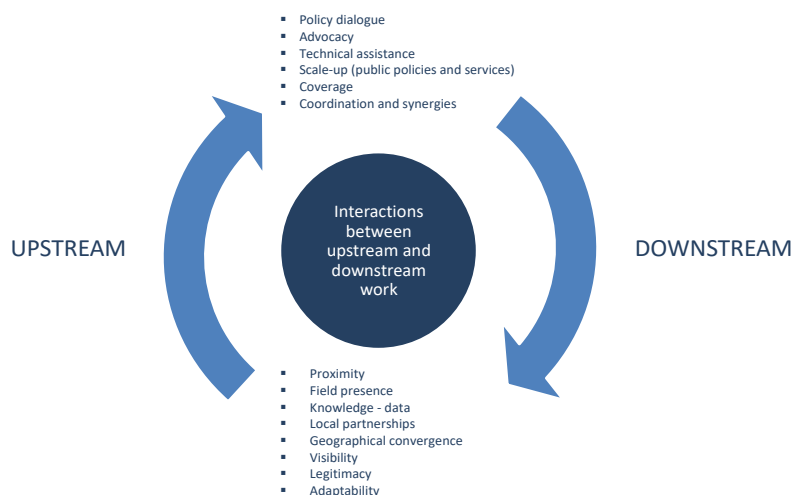 ▪ Policy dialogue
▪ Advocacy
▪ Technical assistance
▪ Scale-up (public policies and services)
▪ Coverage
▪ Coordination and synergies
UPSTREAM
Interactions
between
upstream and
downstream
work
DOWNSTREAM
▪ Proximity
▪ Field presence
▪ Knowledge - data
▪ Local partnerships
▪ Geographical convergence
▪ Visibility
▪ Legitimacy
▪ Adaptability